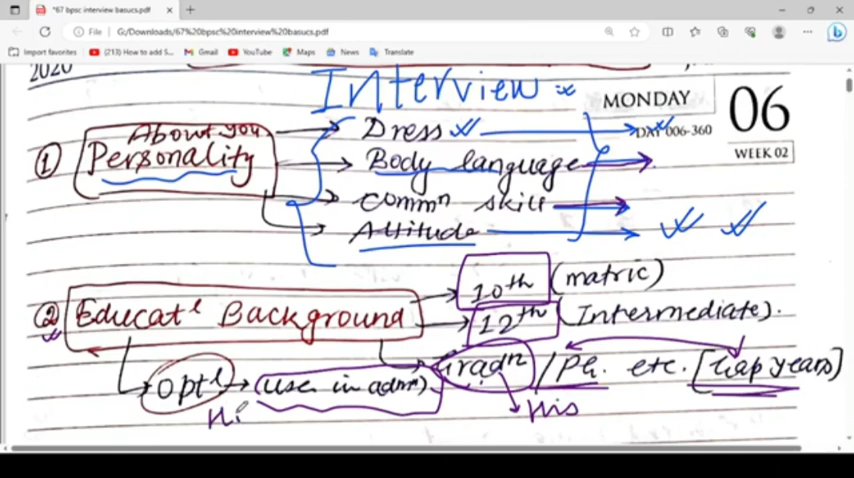 *67 bpsc interview basucs.pdf
File | G:/Downloads/67%20bpsc%20interview%20basucs.pdf
Import favorites (213) How to add S... Gmail YouTube Maps News Translate
2020
Interview
MONDAY 06
DAY 006-360
WEEK 02
About you
① Personality
Dress
Body language
Commn skill
Attitude
② Educatl Background
10th (matric)
12th (Intermediate).
Gradn / PG. etc. [Gap years]
Optl → (use in admn)
Hi
His